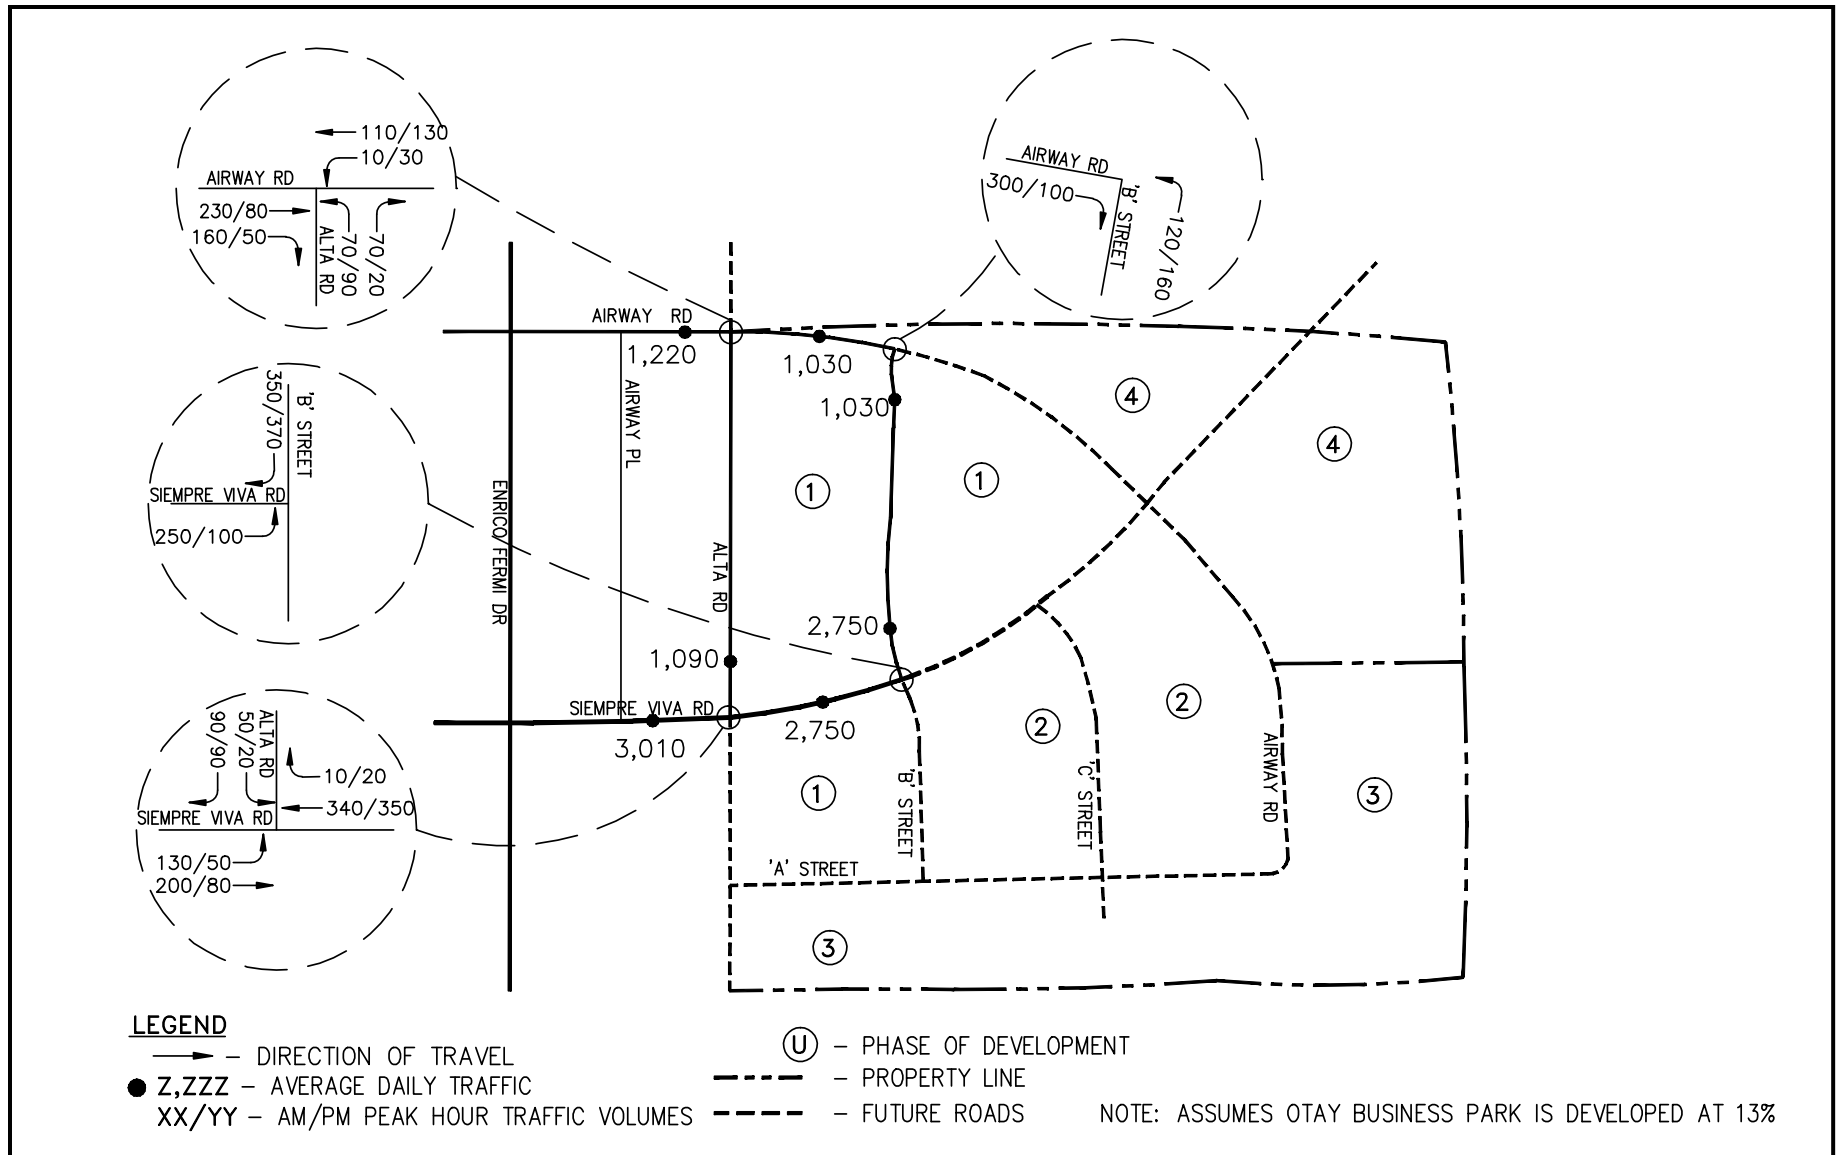 110/130
10/30
AIRWAY RD
230/80
160/50
ALTA RD
70/90
70/20
AIRWAY RD
300/100
'B' STREET
120/160
AIRWAY RD
1,220
1,030
1,030
AIRWAY PL
4
4
1
1
350/370
'B' STREET
SIEMPRE VIVA RD
250/100
ENRICO FERMI DR
ALTA RD
2,750
1,090
SIEMPRE VIVA RD
3,010
2,750
2
2
90/90
50/20
ALTA RD
10/20
340/350
SIEMPRE VIVA RD
130/50
200/80
1
'B' STREET
'C' STREET
AIRWAY RD
3
'A' STREET
3
LEGEND
– DIRECTION OF TRAVEL
Z,ZZZ – AVERAGE DAILY TRAFFIC
XX/YY – AM/PM PEAK HOUR TRAFFIC VOLUMES
U – PHASE OF DEVELOPMENT
– PROPERTY LINE
– FUTURE ROADS
NOTE: ASSUMES OTAY BUSINESS PARK IS DEVELOPED AT 13%